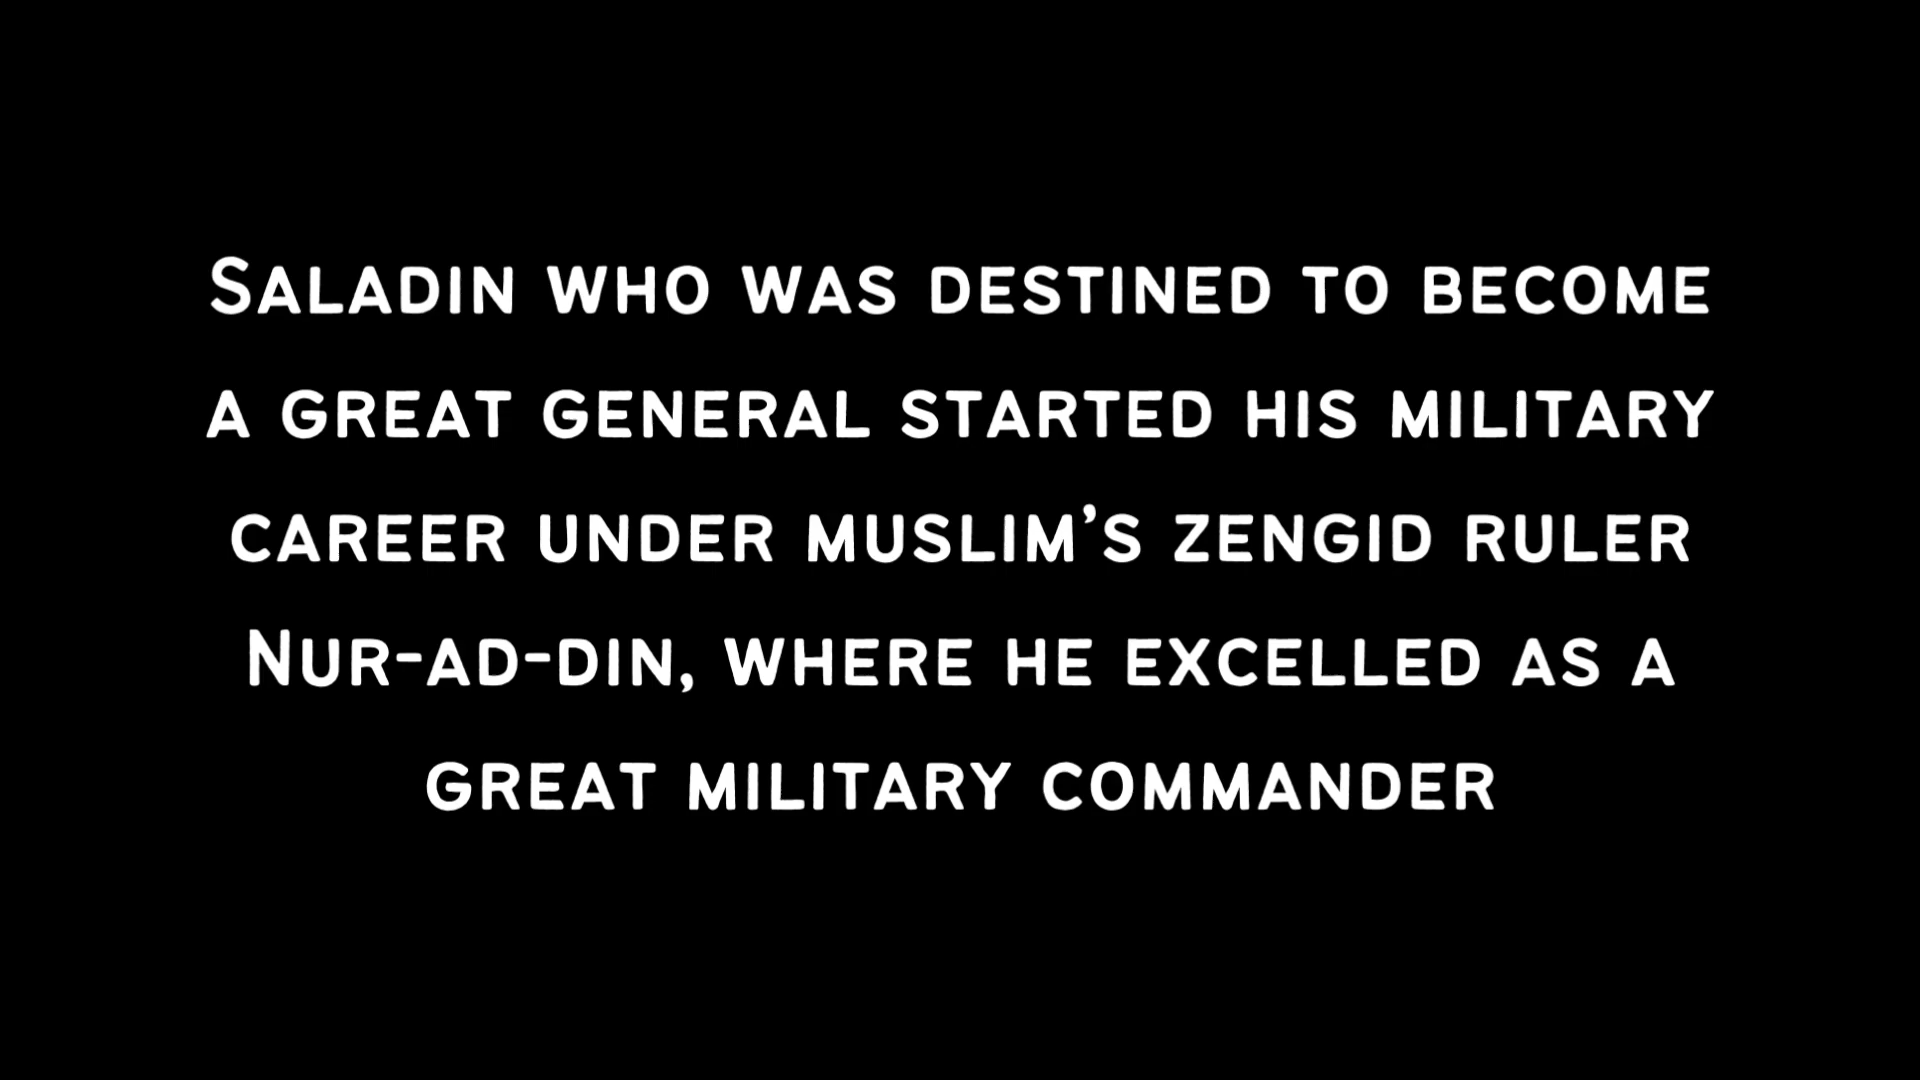 Saladin who was destined to become
a great general started his military
career under muslim's zengid ruler
Nur-ad-din, where he excelled as a
great military commander